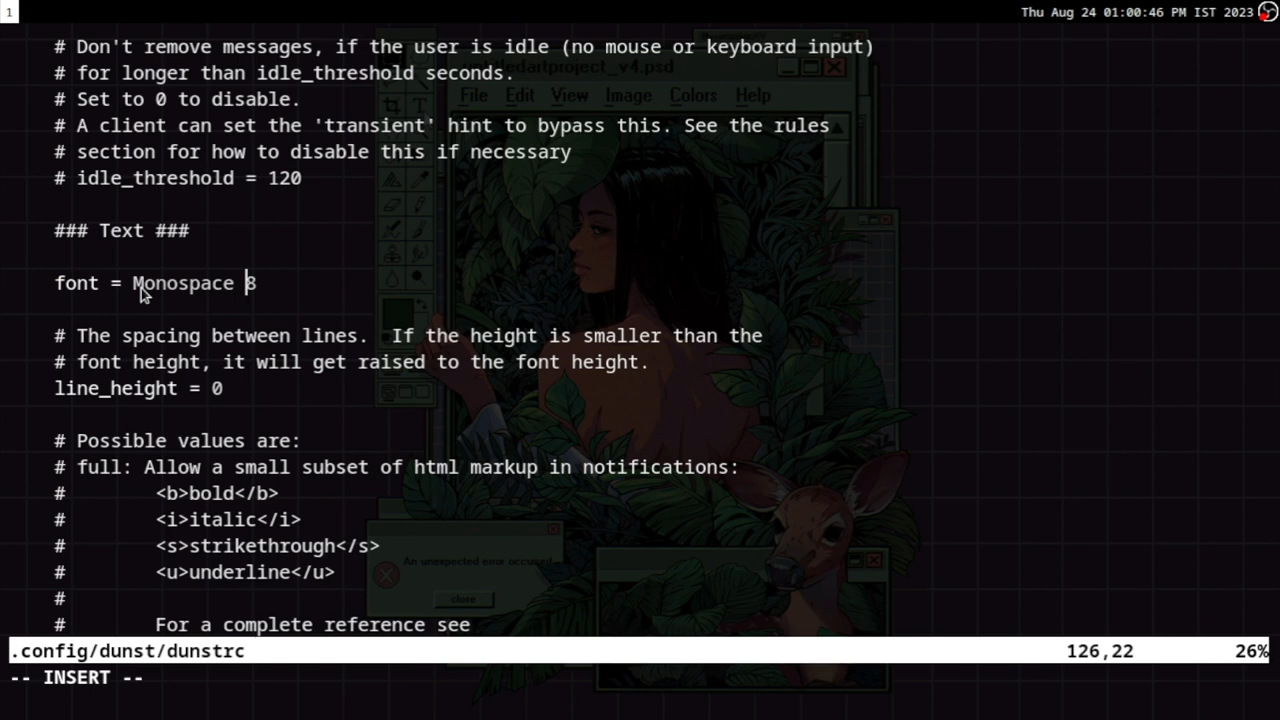 1
Thu Aug 24 01:00:46 PM IST 2023
# Don't remove messages, if the user is idle (no mouse or keyboard input)
# for longer than idle_threshold seconds.
# Set to 0 to disable.
# A client can set the 'transient' hint to bypass this. See the rules
# section for how to disable this if necessary
# idle_threshold = 120
### Text ###
font = Monospace 8
# The spacing between lines.  If the height is smaller than the
# font height, it will get raised to the font height.
line_height = 0
# Possible values are:
# full: Allow a small subset of html markup in notifications:
#        <b>bold</b>
#        <i>italic</i>
#        <s>strikethrough</s>
#        <u>underline</u>
#
#        For a complete reference see
.config/dunst/dunstrc 126,22 26%
-- INSERT --
File Edit View Image Colors Help
An unexpected error
close